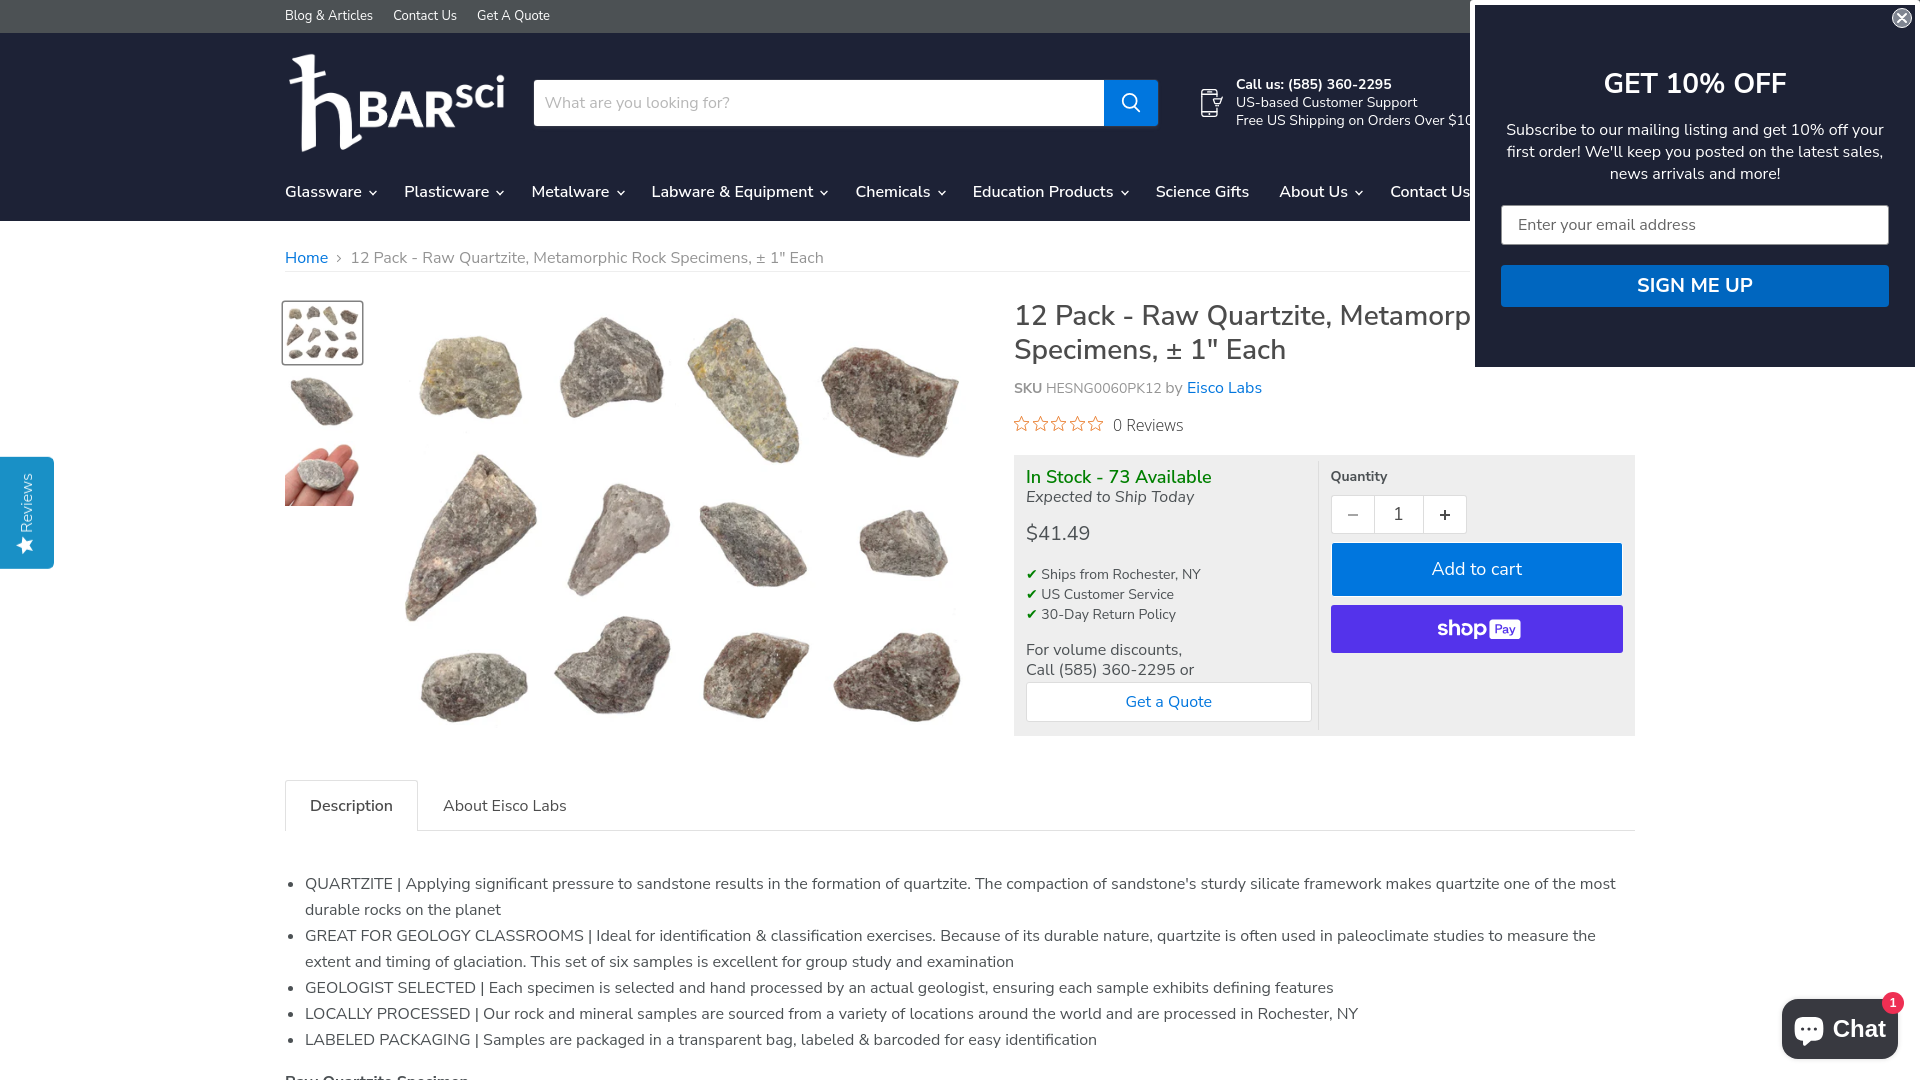 Blog & Articles Contact Us Get A Quote
ħBARSCI
What are you looking for?
Call us: (585) 360-2295
US-based Customer Support
Free US Shipping on Orders Over $10
Glassware Plasticware Metalware Labware & Equipment Chemicals Education Products Science Gifts About Us Contact Us
GET 10% OFF
Subscribe to our mailing listing and get 10% off your
first order! We'll keep you posted on the latest sales,
news arrivals and more!
Enter your email address
SIGN ME UP
Home 12 Pack - Raw Quartzite, Metamorphic Rock Specimens, ± 1" Each
12 Pack - Raw Quartzite, Metamorp
Specimens, ± 1" Each
SKU HESNG0060PK12 by Eisco Labs
0 Reviews
In Stock - 73 Available
Expected to Ship Today
$41.49
✔ Ships from Rochester, NY
✔ US Customer Service
✔ 30-Day Return Policy
For volume discounts,
Call (585) 360-2295 or
Get a Quote
Quantity
1
Add to cart
shop Pay
Reviews
Description About Eisco Labs
• QUARTZITE | Applying significant pressure to sandstone results in the formation of quartzite. The compaction of sandstone's sturdy silicate framework makes quartzite one of the most
durable rocks on the planet
• GREAT FOR GEOLOGY CLASSROOMS | Ideal for identification & classification exercises. Because of its durable nature, quartzite is often used in paleoclimate studies to measure the
extent and timing of glaciation. This set of six samples is excellent for group study and examination
• GEOLOGIST SELECTED | Each specimen is selected and hand processed by an actual geologist, ensuring each sample exhibits defining features
• LOCALLY PROCESSED | Our rock and mineral samples are sourced from a variety of locations around the world and are processed in Rochester, NY
• LABELED PACKAGING | Samples are packaged in a transparent bag, labeled & barcoded for easy identification
Raw Quartzite Specimen
Chat
1